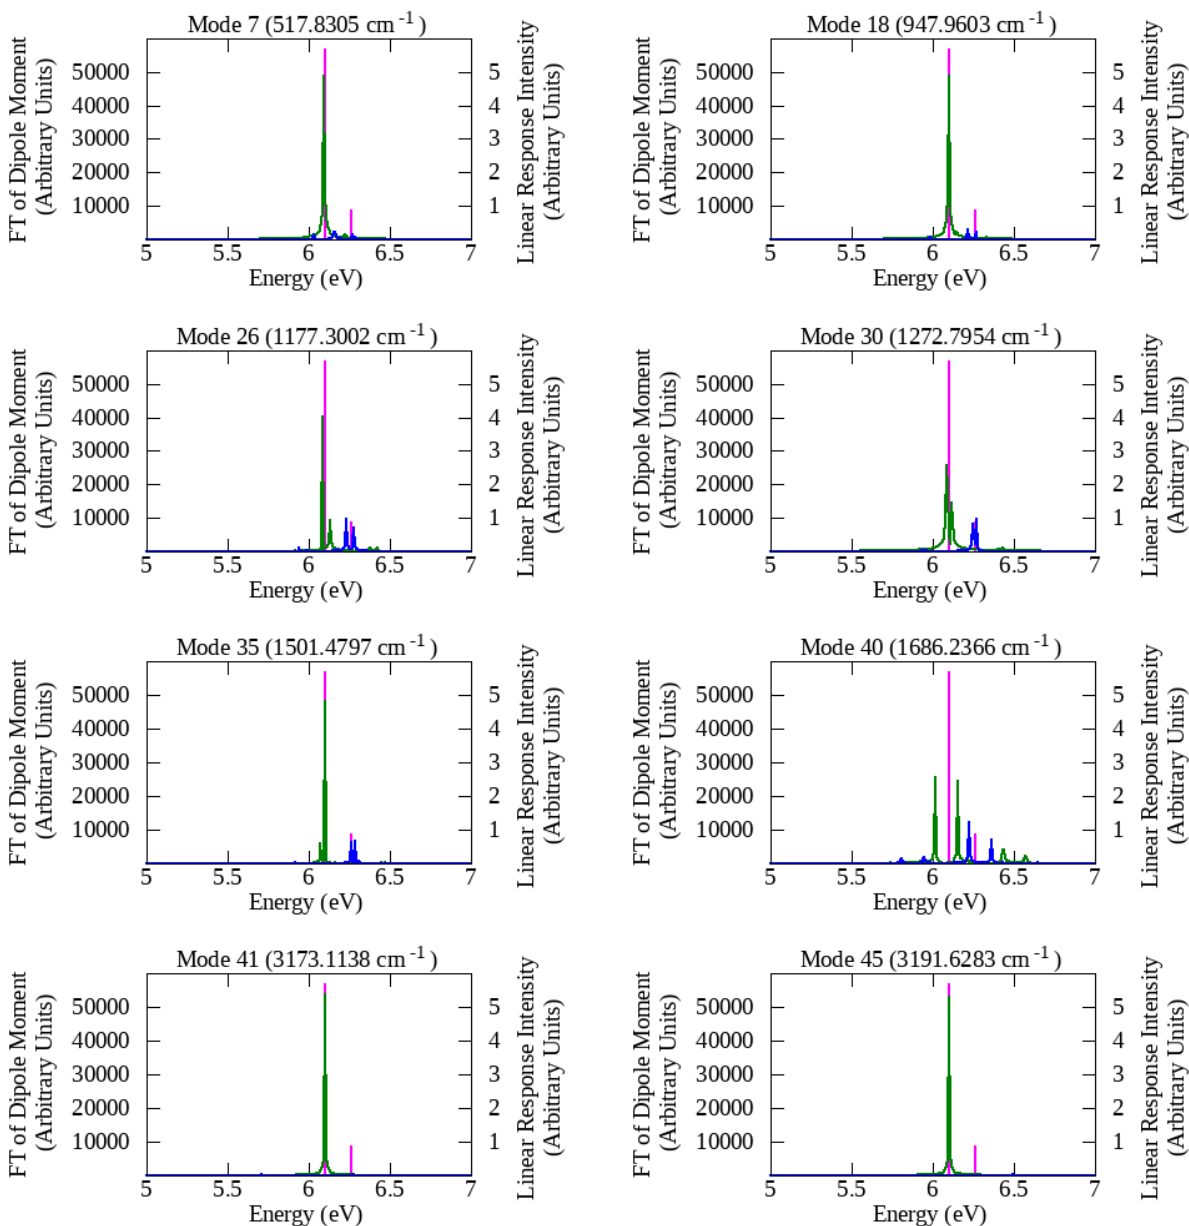 Mode 7 (517.8305 cm⁻¹)
FT of Dipole Moment
(Arbitrary Units)
50000
40000
30000
20000
10000
5
4
3
2
1
Linear Response Intensity
(Arbitrary Units)
5 5.5 6 6.5 7
Energy (eV)
Mode 18 (947.9603 cm⁻¹)
FT of Dipole Moment
(Arbitrary Units)
50000
40000
30000
20000
10000
5
4
3
2
1
Linear Response Intensity
(Arbitrary Units)
5 5.5 6 6.5 7
Energy (eV)
Mode 26 (1177.3002 cm⁻¹)
FT of Dipole Moment
(Arbitrary Units)
50000
40000
30000
20000
10000
5
4
3
2
1
Linear Response Intensity
(Arbitrary Units)
5 5.5 6 6.5 7
Energy (eV)
Mode 30 (1272.7954 cm⁻¹)
FT of Dipole Moment
(Arbitrary Units)
50000
40000
30000
20000
10000
5
4
3
2
1
Linear Response Intensity
(Arbitrary Units)
5 5.5 6 6.5 7
Energy (eV)
Mode 35 (1501.4797 cm⁻¹)
FT of Dipole Moment
(Arbitrary Units)
50000
40000
30000
20000
10000
5
4
3
2
1
Linear Response Intensity
(Arbitrary Units)
5 5.5 6 6.5 7
Energy (eV)
Mode 40 (1686.2366 cm⁻¹)
FT of Dipole Moment
(Arbitrary Units)
50000
40000
30000
20000
10000
5
4
3
2
1
Linear Response Intensity
(Arbitrary Units)
5 5.5 6 6.5 7
Energy (eV)
Mode 41 (3173.1138 cm⁻¹)
FT of Dipole Moment
(Arbitrary Units)
50000
40000
30000
20000
10000
5
4
3
2
1
Linear Response Intensity
(Arbitrary Units)
5 5.5 6 6.5 7
Energy (eV)
Mode 45 (3191.6283 cm⁻¹)
FT of Dipole Moment
(Arbitrary Units)
50000
40000
30000
20000
10000
5
4
3
2
1
Linear Response Intensity
(Arbitrary Units)
5 5.5 6 6.5 7
Energy (eV)